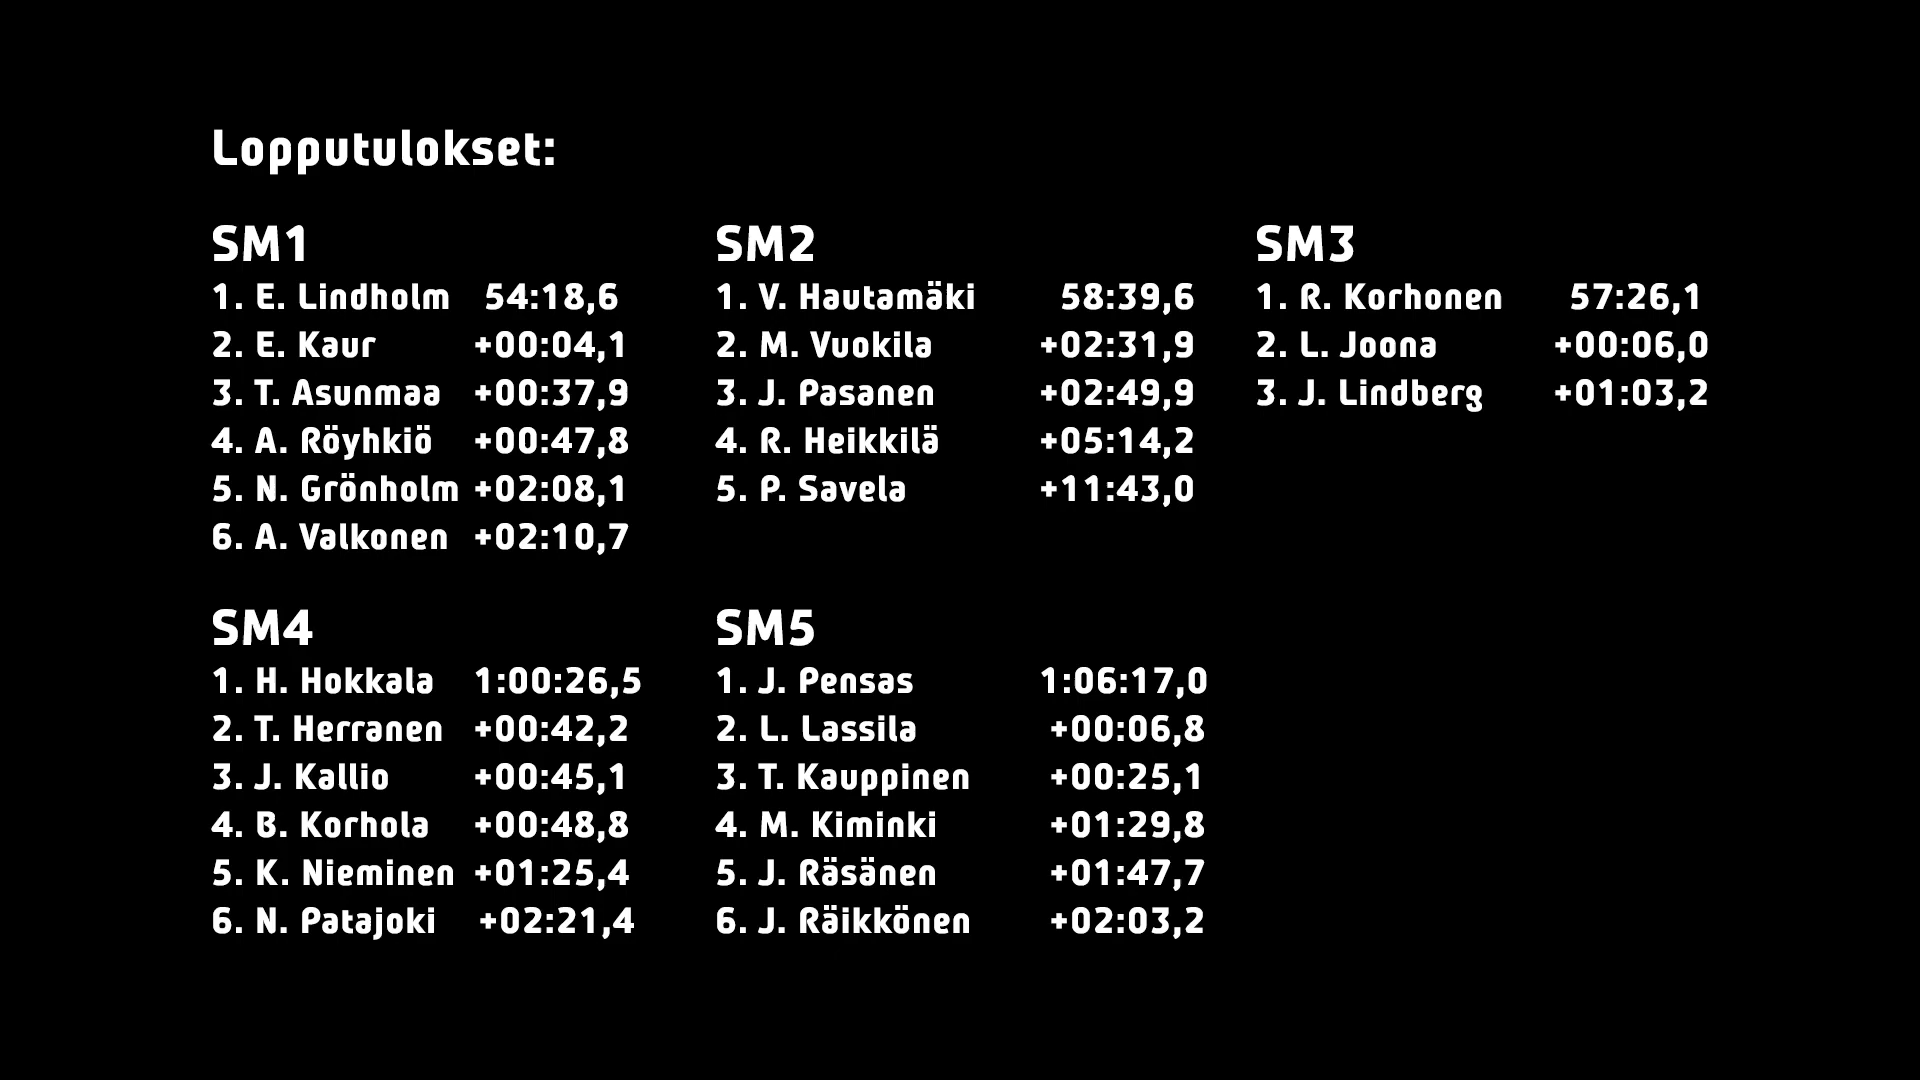 Lopputulokset:
SM1
1. E. Lindholm 54:18,6
2. E. Kaur +00:04,1
3. T. Asunmaa +00:37,9
4. A. Röyhkiö +00:47,8
5. N. Grönholm +02:08,1
6. A. Valkonen +02:10,7
SM2
1. V. Hautamäki 58:39,6
2. M. Vuokila +02:31,9
3. J. Pasanen +02:49,9
4. R. Heikkilä +05:14,2
5. P. Savela +11:43,0
SM3
1. R. Korhonen 57:26,1
2. L. Joona +00:06,0
3. J. Lindberg +01:03,2
SM4
1. H. Hokkala 1:00:26,5
2. T. Herranen +00:42,2
3. J. Kallio +00:45,1
4. B. Korhola +00:48,8
5. K. Nieminen +01:25,4
6. N. Patajoki +02:21,4
SM5
1. J. Pensas 1:06:17,0
2. L. Lassila +00:06,8
3. T. Kauppinen +00:25,1
4. M. Kiminki +01:29,8
5. J. Räsänen +01:47,7
6. J. Räikkönen +02:03,2